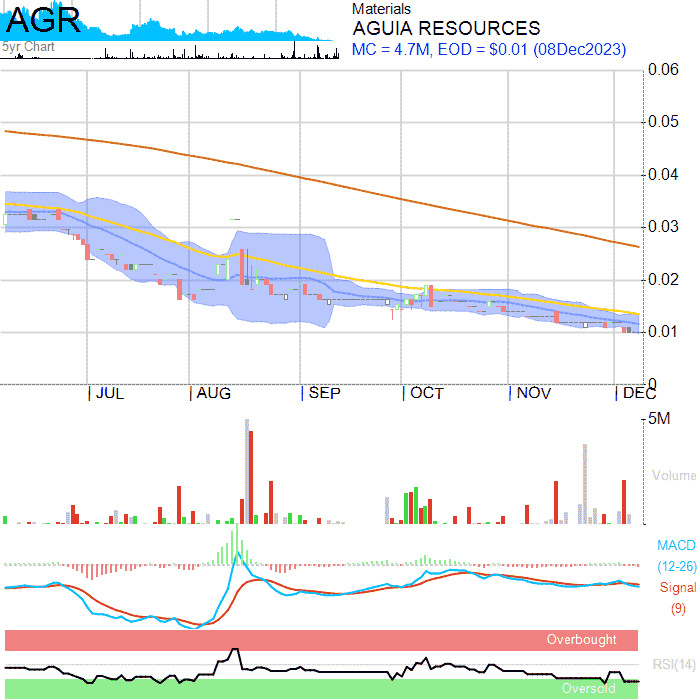 AGR
5yr Chart
Materials
AGUIA RESOURCES
MC = 4.7M, EOD = $0.01 (08Dec2023)
0.06
0.05
0.04
0.03
0.02
0.01
0
JUL AUG SEP OCT NOV DEC
5M
Volume
MACD
(12-26)
Signal
(9)
Overbought
RSI(14)
Oversold